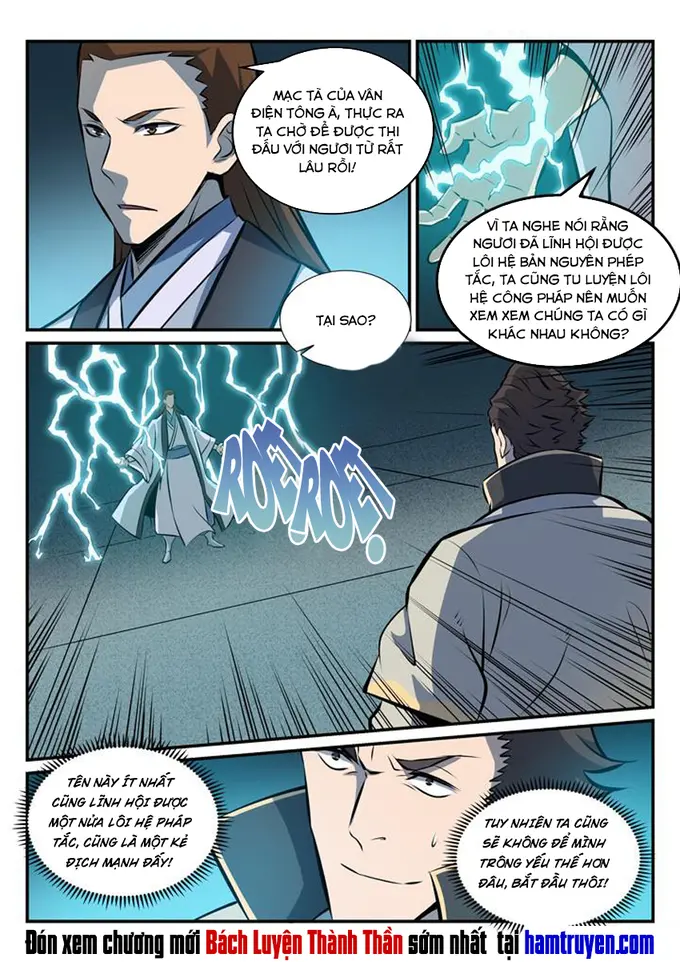 MẠC TÀ CỦA VÂN
ĐIỆN TÔNG À, THỰC RA
TA CHỜ ĐỂ ĐƯỢC THI
ĐẤU VỚI NGƯƠI TỪ RẤT
LÂU RỒI!
TẠI SAO?
VÌ TA NGHE NÓI RẰNG
NGƯƠI ĐÃ LĨNH HỘI ĐƯỢC
LÔI HỆ BẢN NGUYÊN PHÉP
TẮC, TA CŨNG TU LUYỆN LÔI
HỆ CÔNG PHÁP NÊN MUỐN
XEM XEM CHÚNG TA CÓ GÌ
KHÁC NHAU KHÔNG?
ROET ROET!
TÊN NÀY ÍT NHẤT
CŨNG LĨNH HỘI ĐƯỢC
MỘT NỬA LÔI HỆ PHÁP
TẮC, CŨNG LÀ MỘT KẺ
ĐỊCH MẠNH ĐẤY!
TUY NHIÊN TA CŨNG
SẼ KHÔNG ĐỂ MÌNH
TRÔNG YẾU THẾ HƠN
ĐÂU, BẮT ĐẦU THÔI!
Đón xem chương mới Bách Luyện Thành Thần sớm nhất tại hamtruyen.com